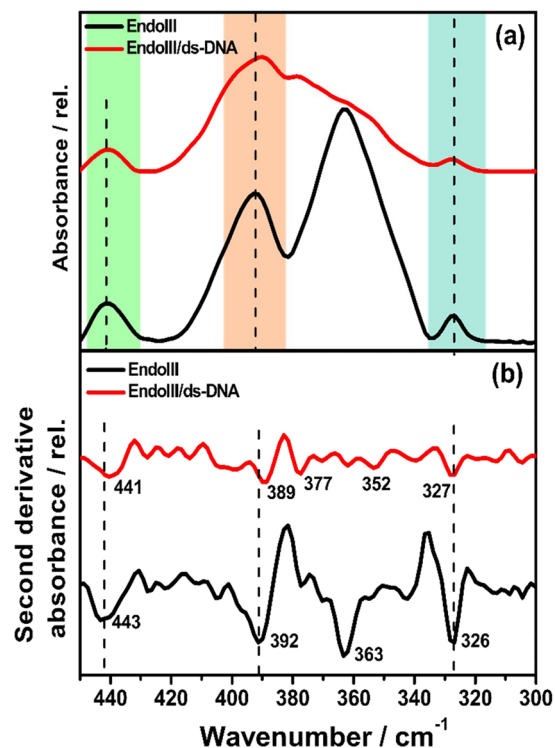 EndoIII
EndoIII/ds-DNA
(a)
Absorbance / rel.
EndoIII
EndoIII/ds-DNA
(b)
441
389
377
352
327
443
392
363
326
Second derivative
absorbance / rel.
440
420
400
380
360
340
320
300
Wavenumber / cm⁻¹